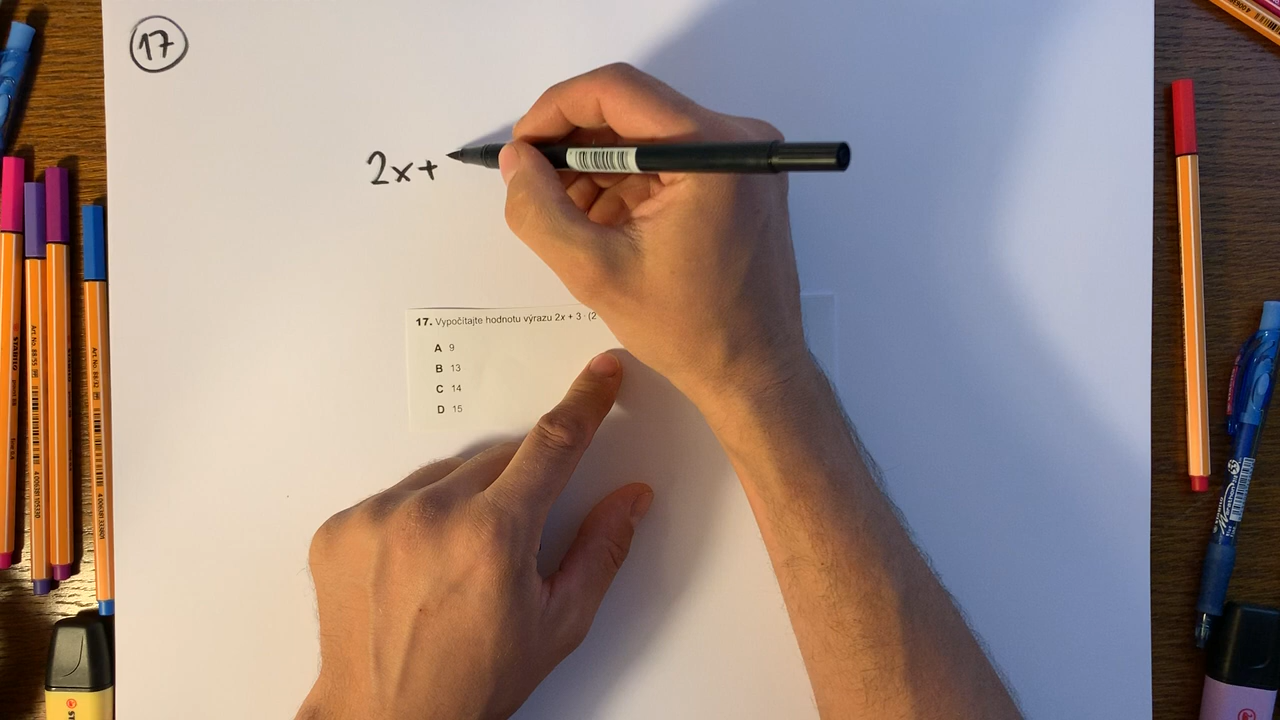 17
2x+
17. Vypočítajte hodnotu výrazu 2x + 3 · (2
A 9
B 13
C 14
D 15